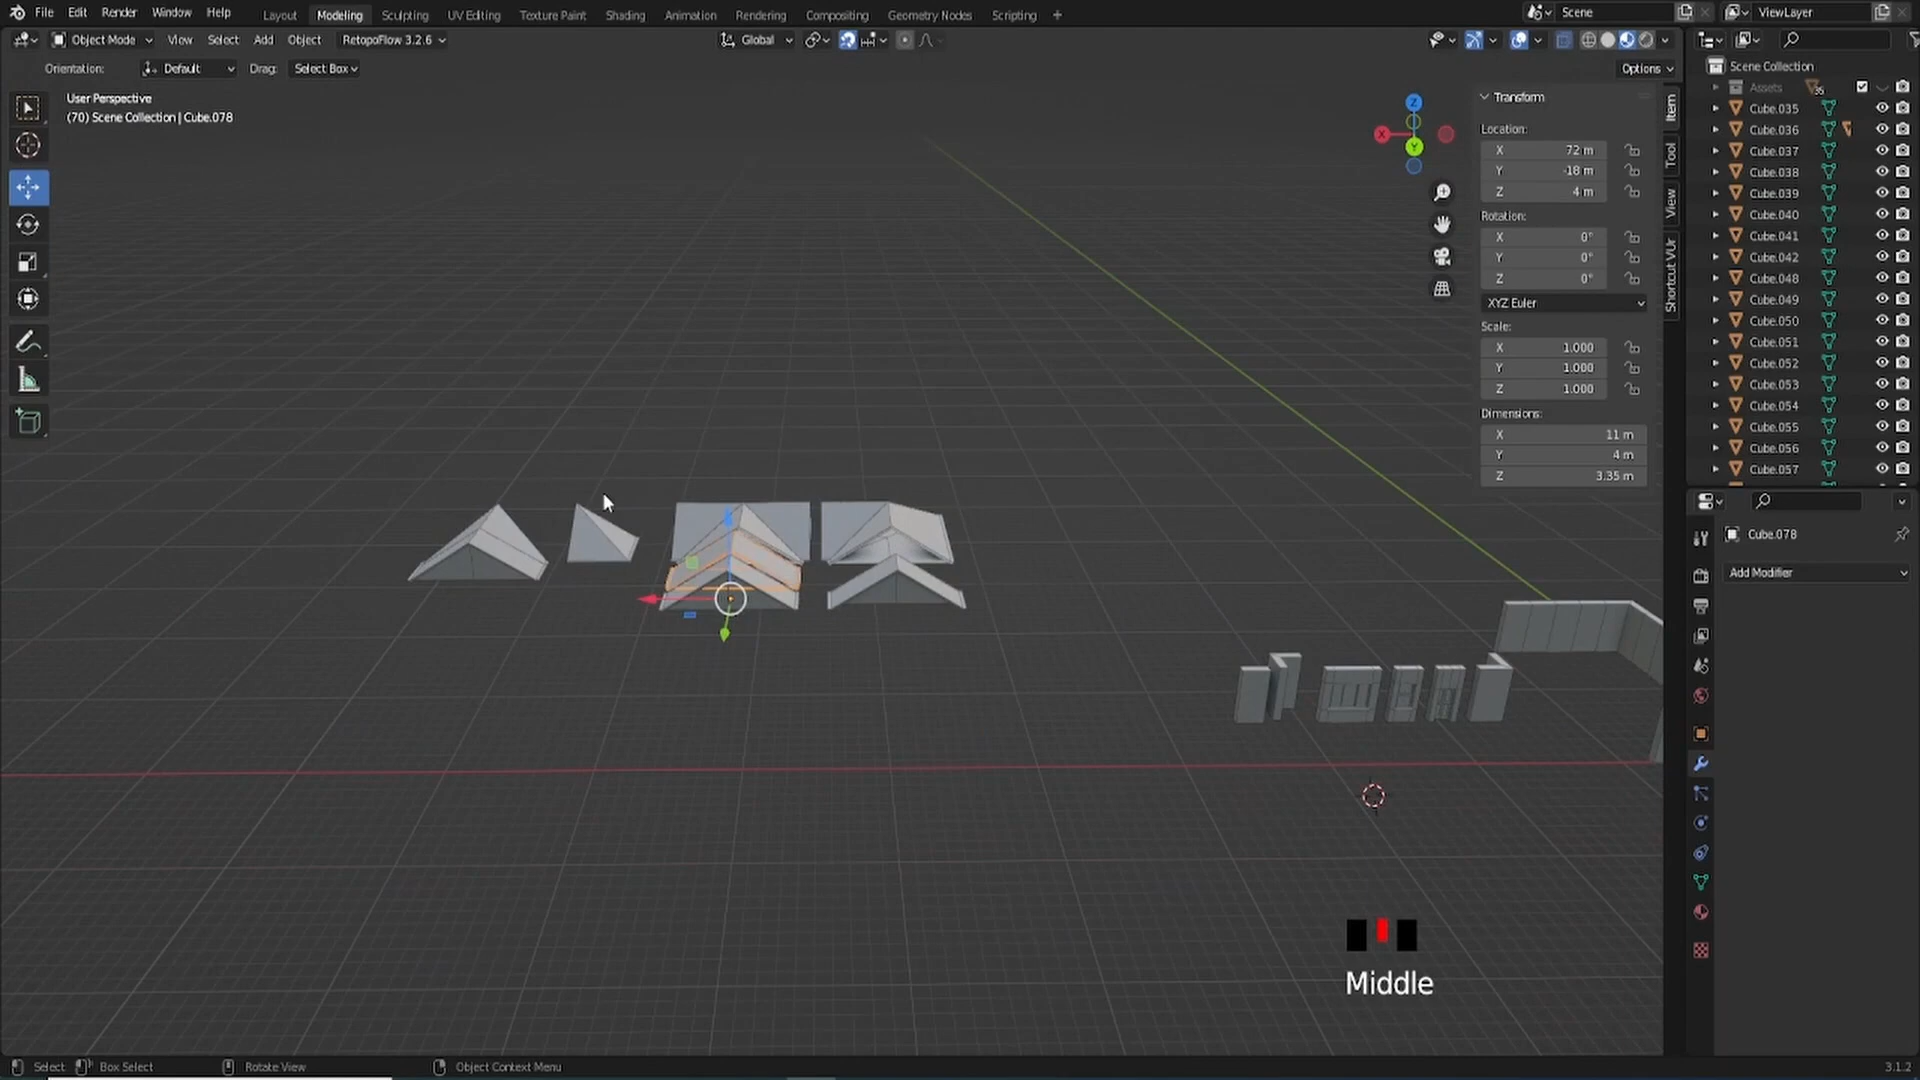 File Edit Render Window Help Layout Modeling Sculpting UV Editing Texture Paint Shading Animation Rendering Compositing Geometry Nodes Scripting + Scene ViewLayer
Object Mode View Select Add Object RetopoFlow 3.2.6 Global
Orientation: Default Drag: Select Box Options
User Perspective
(70) Scene Collection | Cube.078
Transform
Location:
X 72 m
Y -18 m
Z 4 m
Rotation:
X 0°
Y 0°
Z 0°
XYZ Euler
Scale:
X 1.000
Y 1.000
Z 1.000
Dimensions:
X 11 m
Y 4 m
Z 3.35 m
Item
Tool
View
Shortcut VUr
Z
X
Y
Scene Collection
Assets 35
Cube.035
Cube.036
Cube.037
Cube.038
Cube.039
Cube.040
Cube.041
Cube.042
Cube.048
Cube.049
Cube.050
Cube.051
Cube.052
Cube.053
Cube.054
Cube.055
Cube.056
Cube.057
Cube.078
Add Modifier
Middle
Select Box Select Rotate View Object Context Menu 3.1.2